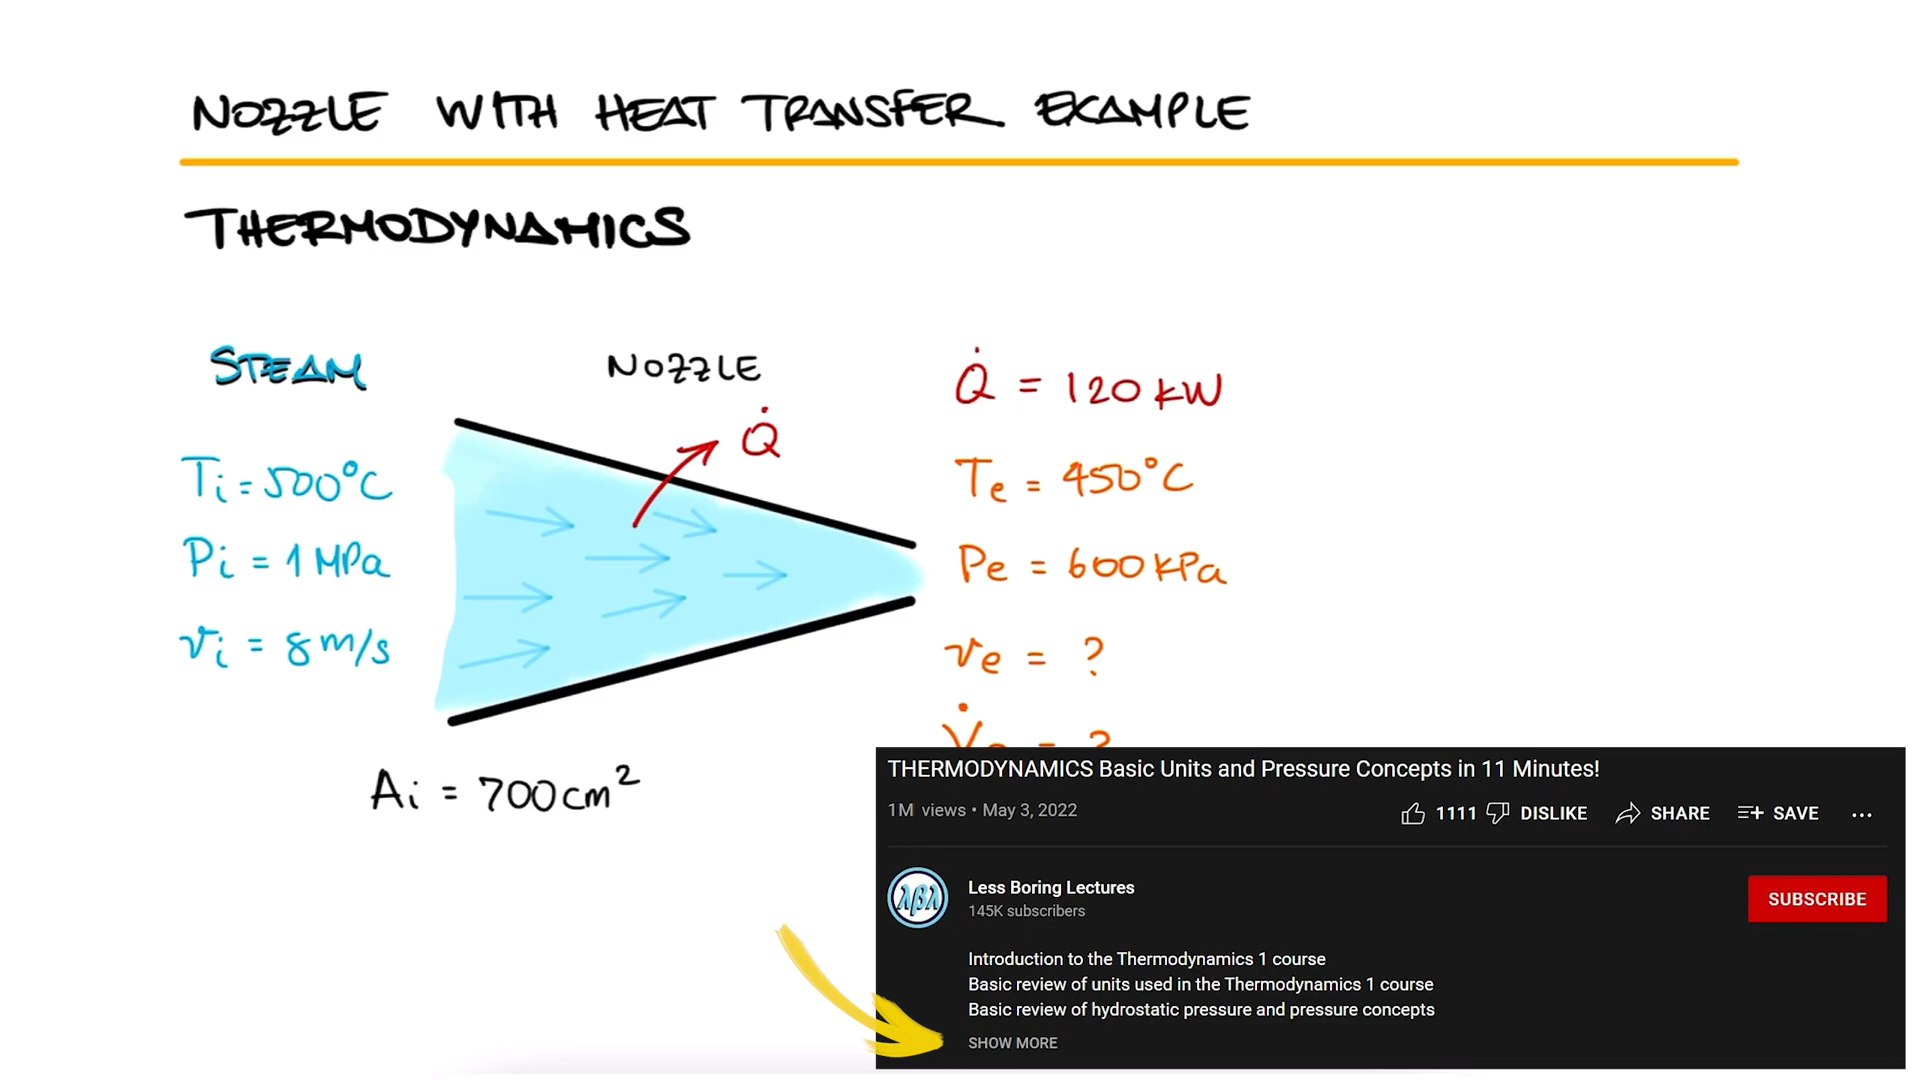 NOZZLE WITH HEAT TRANSFER EXAMPLE
THERMODYNAMICS
STEAM
NOZZLE
Q̇
Ti = 500°C
Pi = 1 MPa
vi = 8 m/s
Ai = 700 cm²
Q̇ = 120 kW
Te = 450°C
Pe = 600 kPa
ve = ?
V̇e = ?
THERMODYNAMICS Basic Units and Pressure Concepts in 11 Minutes!
1M views • May 3, 2022
1111 DISLIKE SHARE SAVE ...
λβλ
Less Boring Lectures
145K subscribers
SUBSCRIBE
Introduction to the Thermodynamics 1 course
Basic review of units used in the Thermodynamics 1 course
Basic review of hydrostatic pressure and pressure concepts
SHOW MORE